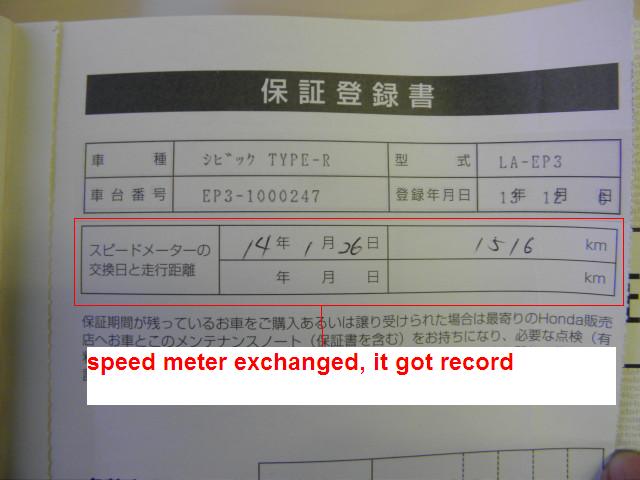 保証登録書
車種 シビック TYPE-R 型式 LA-EP3
車台番号 EP3-1000247 登録年月日 13年 12月 6日
スピードメーターの交換日と走行距離 14年 1月 26日 1516 km
年 月 日 km
保証期間が残っているお車をご購入あるいは譲り受けられた場合は最寄りのHonda販売
店へお車とこのメンテナンスノート(保証書を含む)をお持ちになり、必要な点検(有
speed meter exchanged, it got record